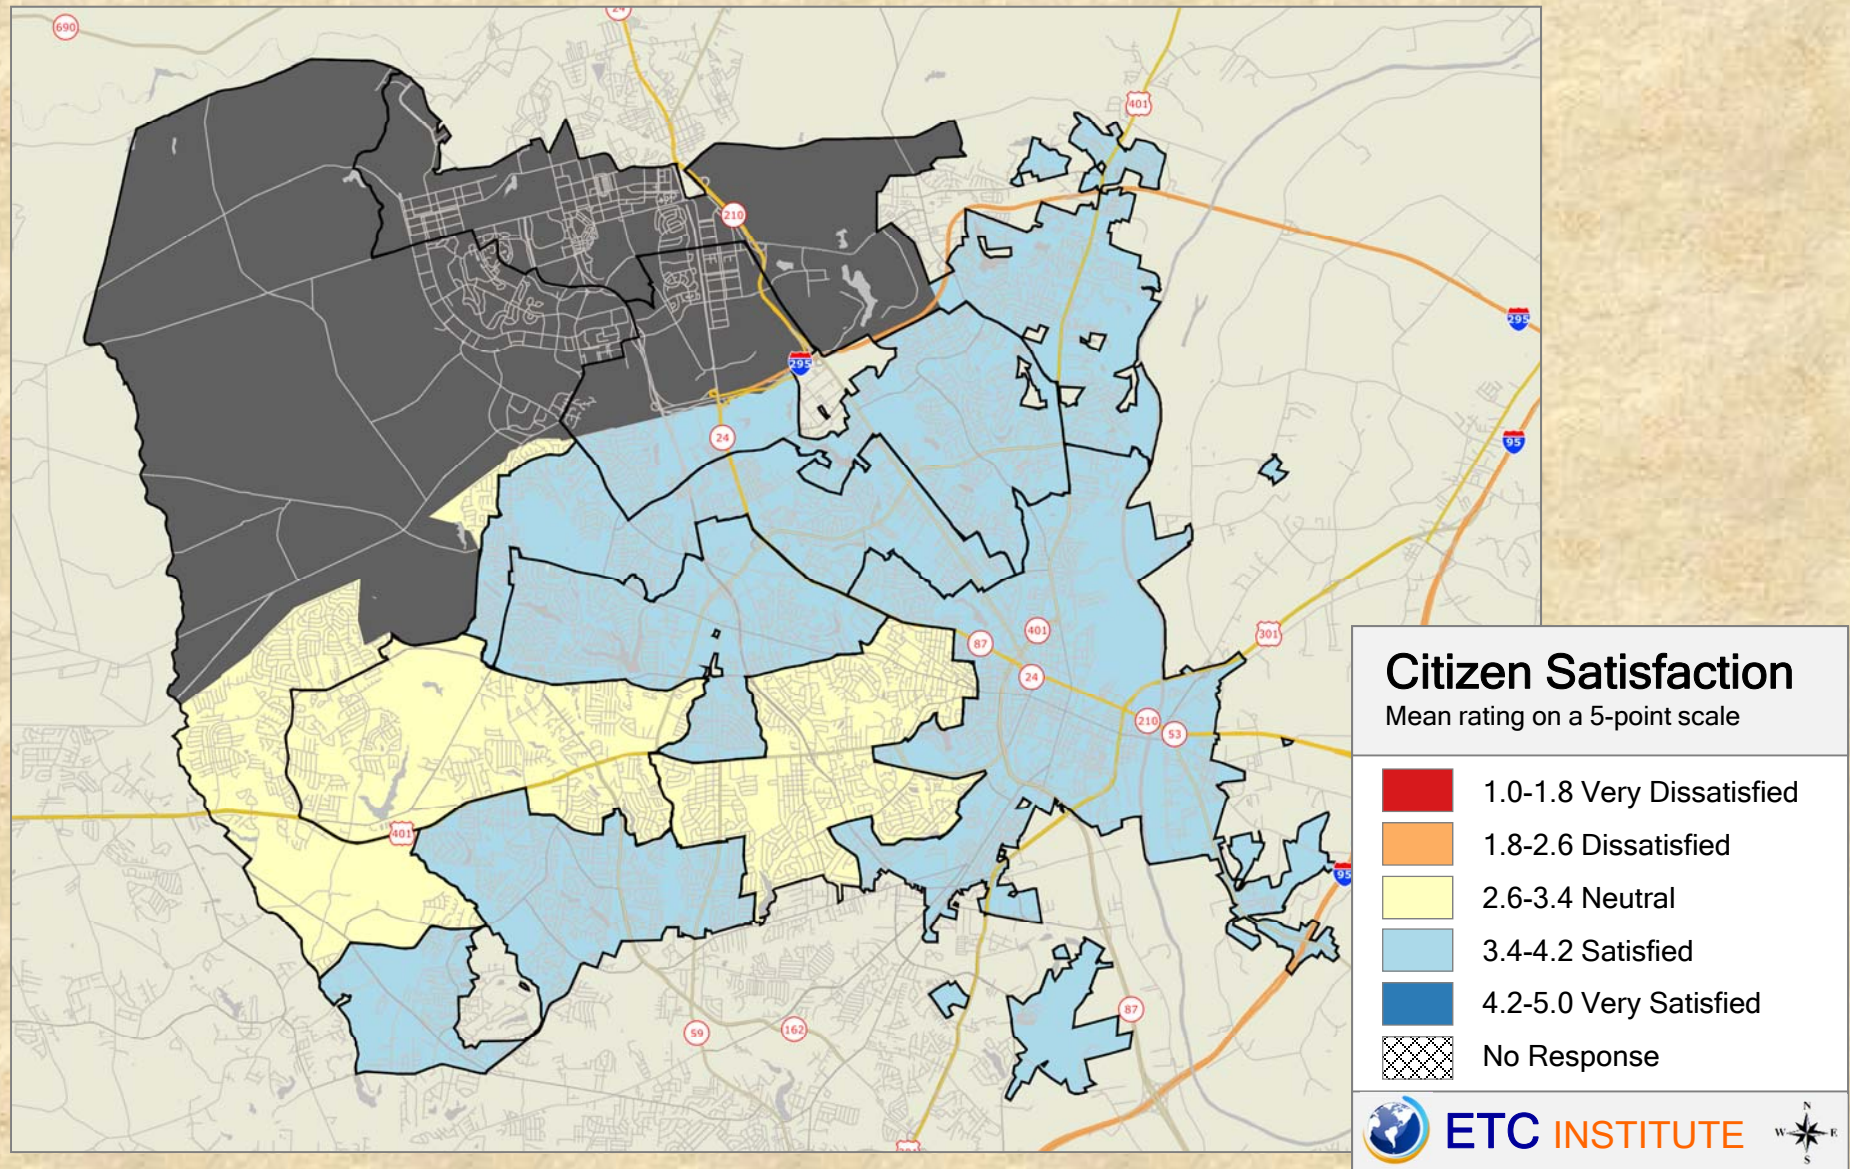 690
24
401
210
295
295
24
95
87
401
24
301
210
53
401
95
59
162
87
Citizen Satisfaction
Mean rating on a 5-point scale
1.0-1.8 Very Dissatisfied
1.8-2.6 Dissatisfied
2.6-3.4 Neutral
3.4-4.2 Satisfied
4.2-5.0 Very Satisfied
No Response
ETC INSTITUTE
N
W E
S